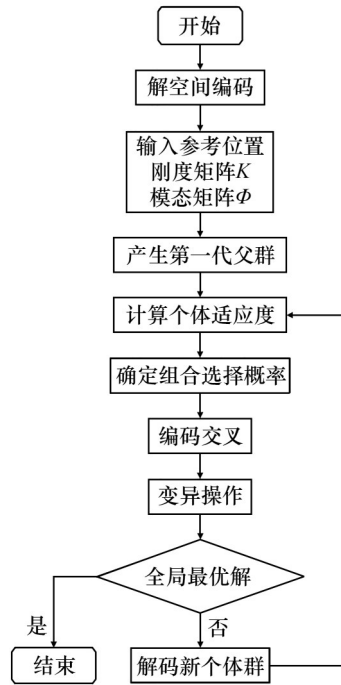 开始
解空间编码
输入参考位置
刚度矩阵K
模态矩阵Φ
产生第一代父群
计算个体适应度
确定组合选择概率
编码交叉
变异操作
全局最优解
是
否
结束
解码新个体群